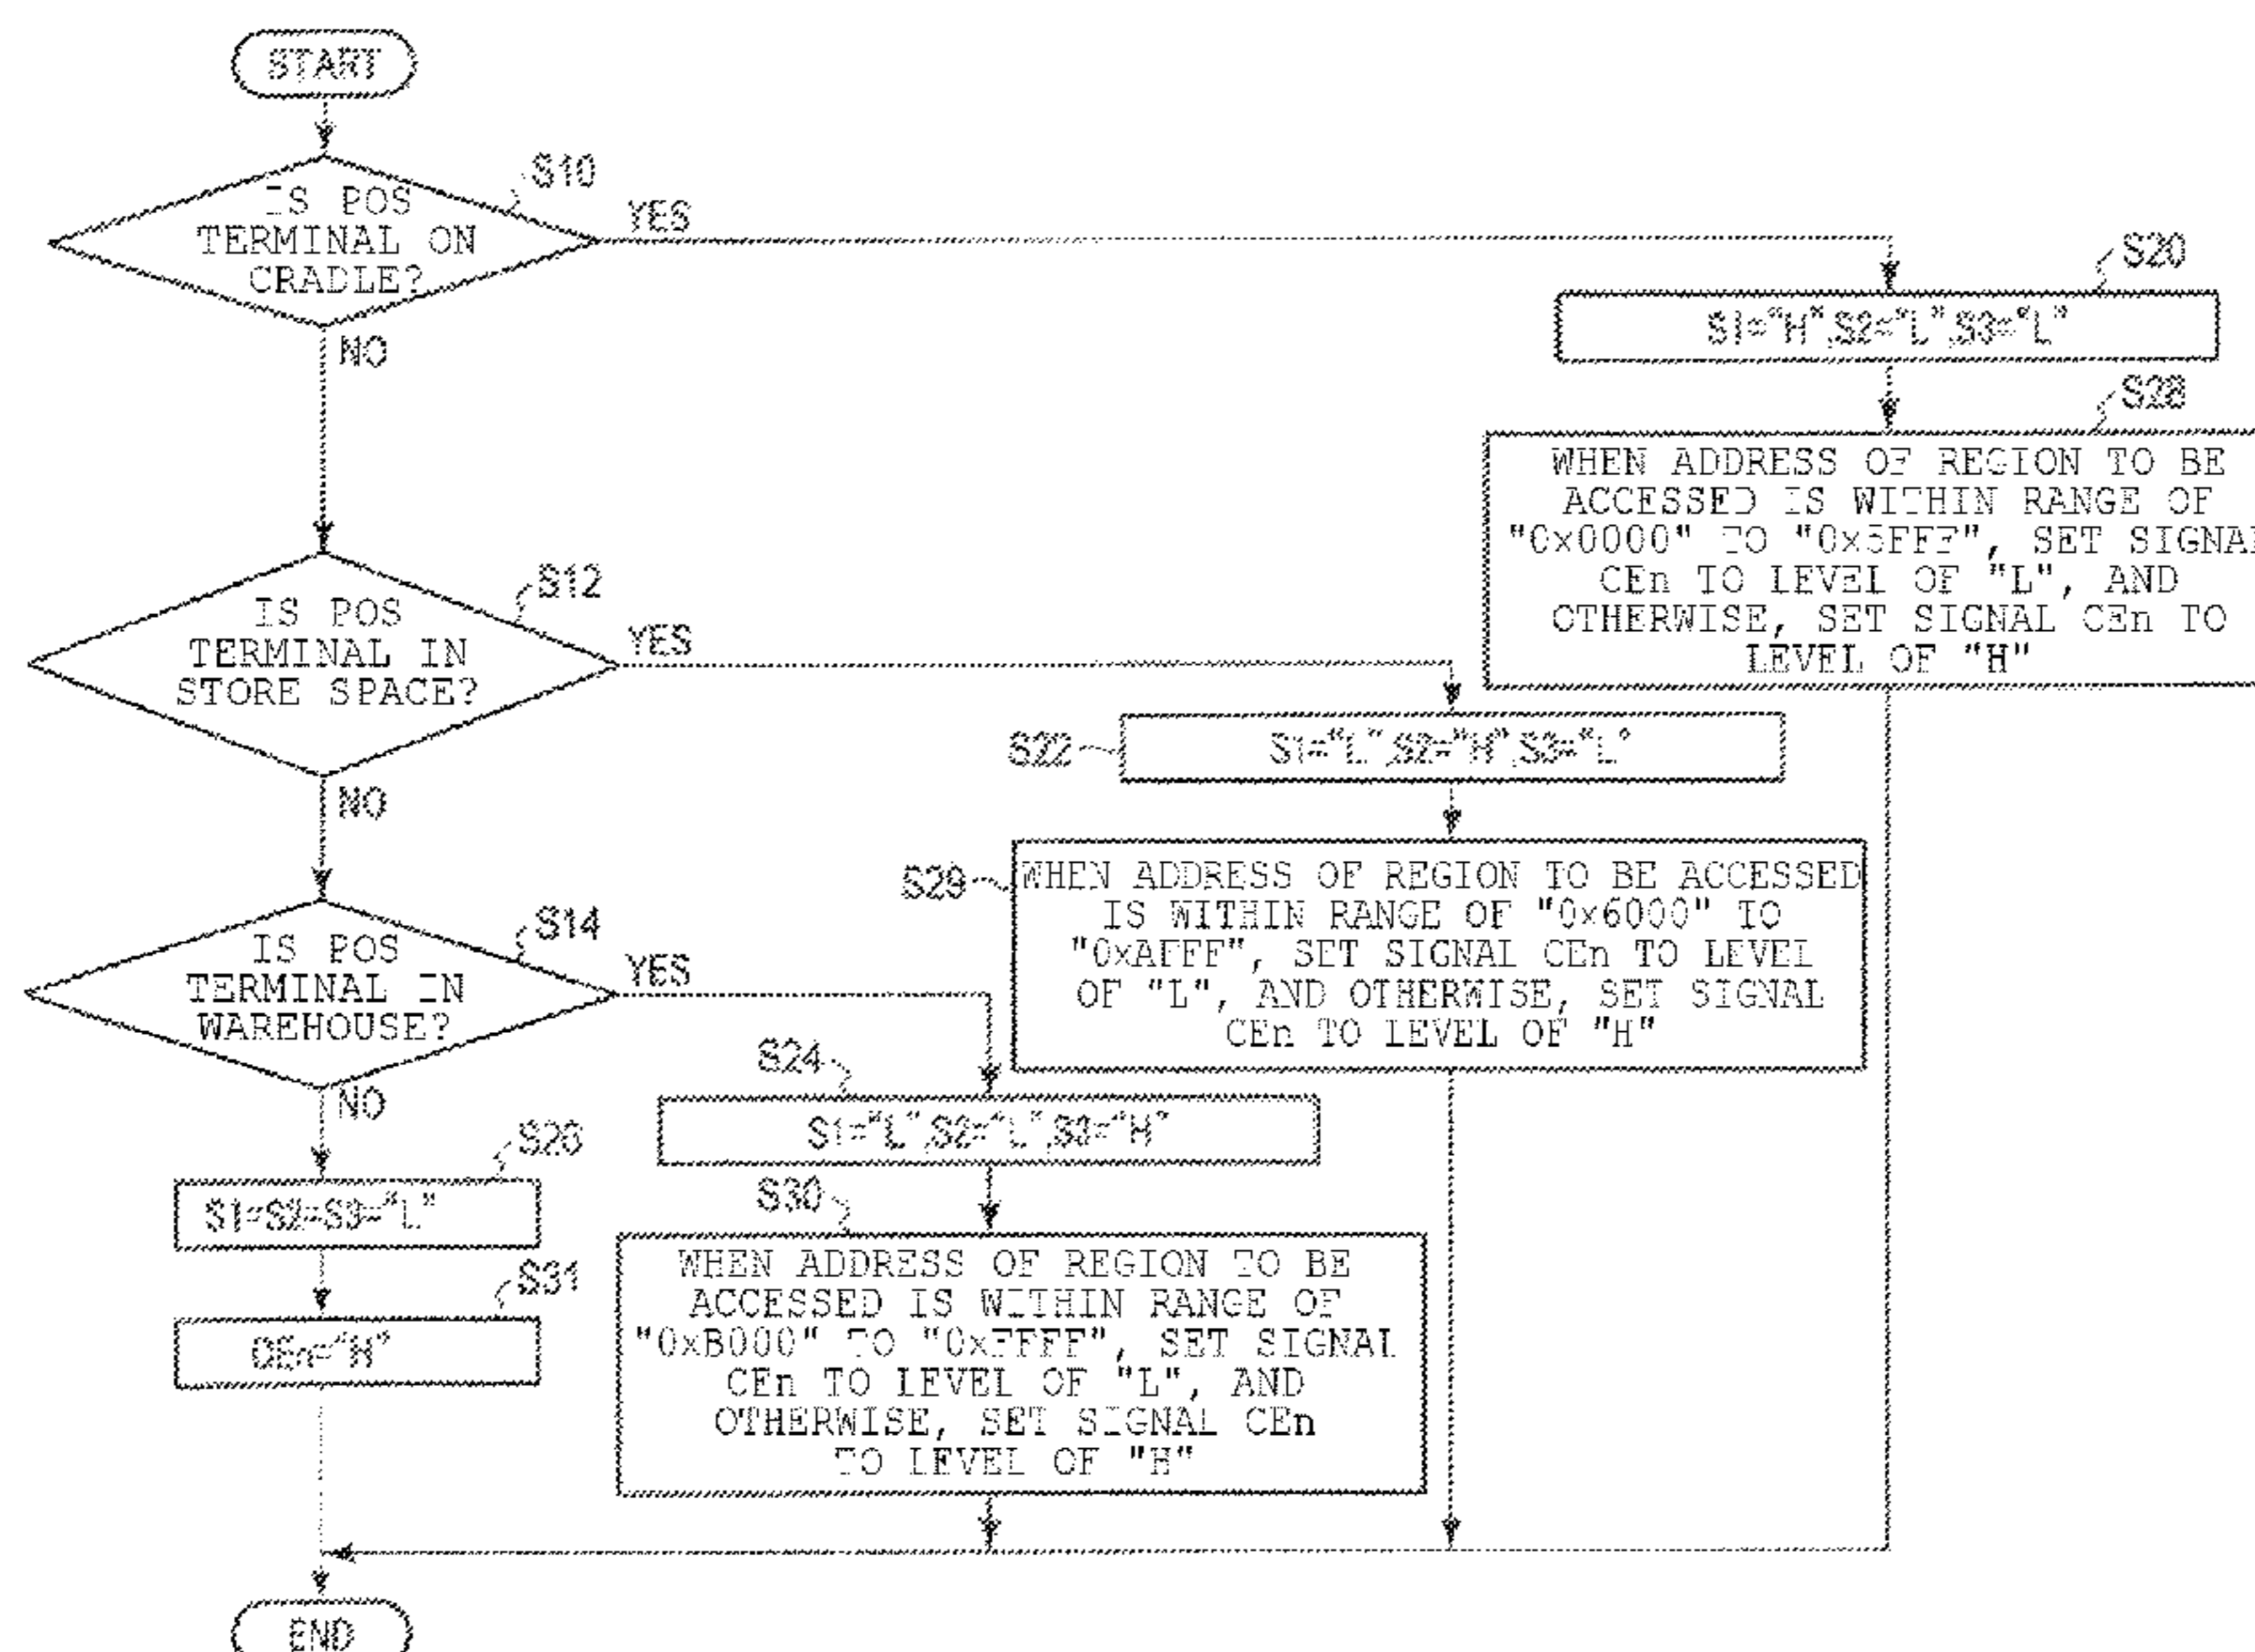 START
IS POS
TERMINAL ON
CRADLE?
S10
YES
NO
S20
S1="H",S2="L",S3="L"
S28
WHEN ADDRESS OF REGION TO BE
ACCESSED IS WITHIN RANGE OF
"0x0000" TO "0x5FFF", SET SIGNAL
CEn TO LEVEL OF "L", AND
OTHERWISE, SET SIGNAL CEn TO
LEVEL OF "H"
IS POS
TERMINAL IN
STORE SPACE?
S12
YES
NO
S22
S1="L",S2="H",S3="L"
S29
WHEN ADDRESS OF REGION TO BE ACCESSED
IS WITHIN RANGE OF "0x6000" TO
"0xAFFF", SET SIGNAL CEn TO LEVEL
OF "L", AND OTHERWISE, SET SIGNAL
CEn TO LEVEL OF "H"
IS POS
TERMINAL IN
WAREHOUSE?
S14
YES
NO
S24
S1="L",S2="L",S3="H"
S30
WHEN ADDRESS OF REGION TO BE
ACCESSED IS WITHIN RANGE OF
"0xB000" TO "0xFFFF", SET SIGNAL
CEn TO LEVEL OF "L", AND
OTHERWISE, SET SIGNAL CEn
TO LEVEL OF "H"
S26
S1=S2=S3="L"
S31
CEn="H"
END